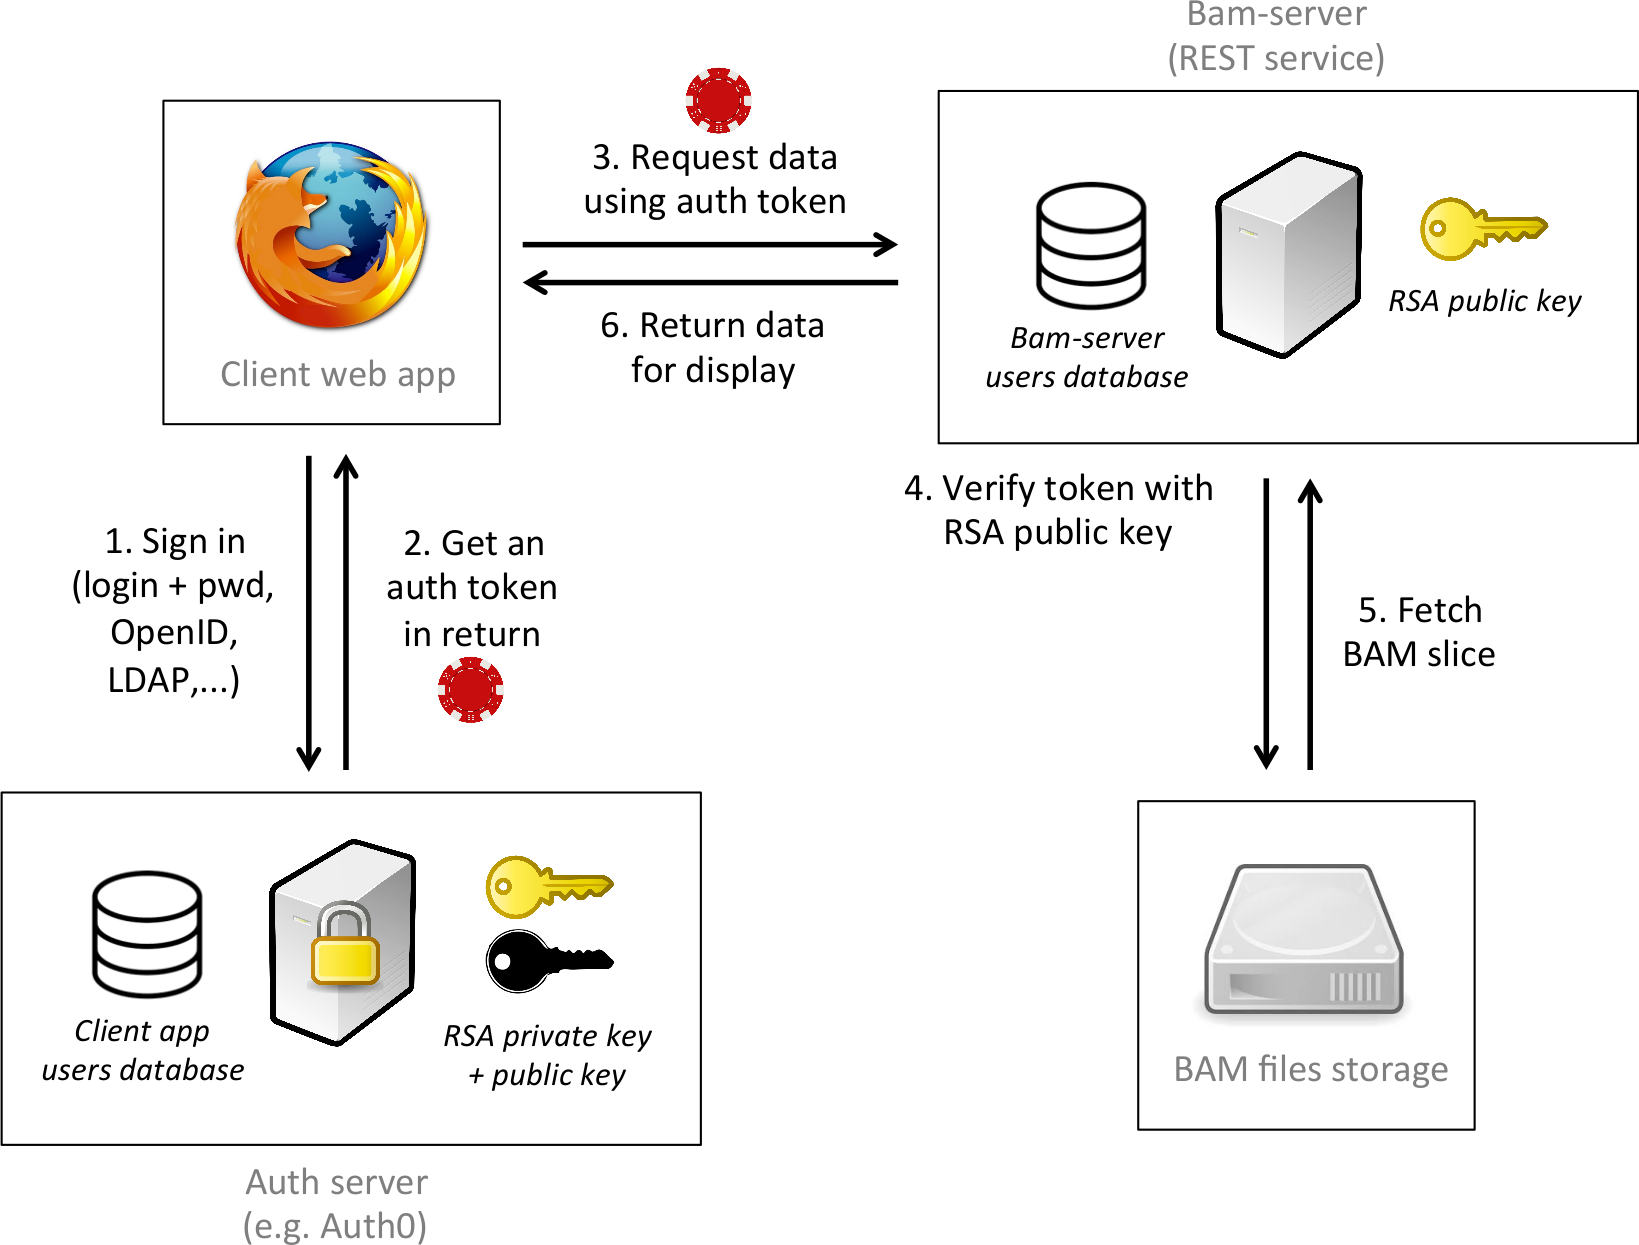 Bam-server
(REST service)
3. Request data
using auth token
6. Return data
for display
Client web app
Bam-server
users database
RSA public key
1. Sign in
(login + pwd,
OpenID,
LDAP,...)
2. Get an
auth token
in return
4. Verify token with
RSA public key
5. Fetch
BAM slice
Client app
users database
RSA private key
+ public key
Auth server
(e.g. Auth0)
BAM files storage